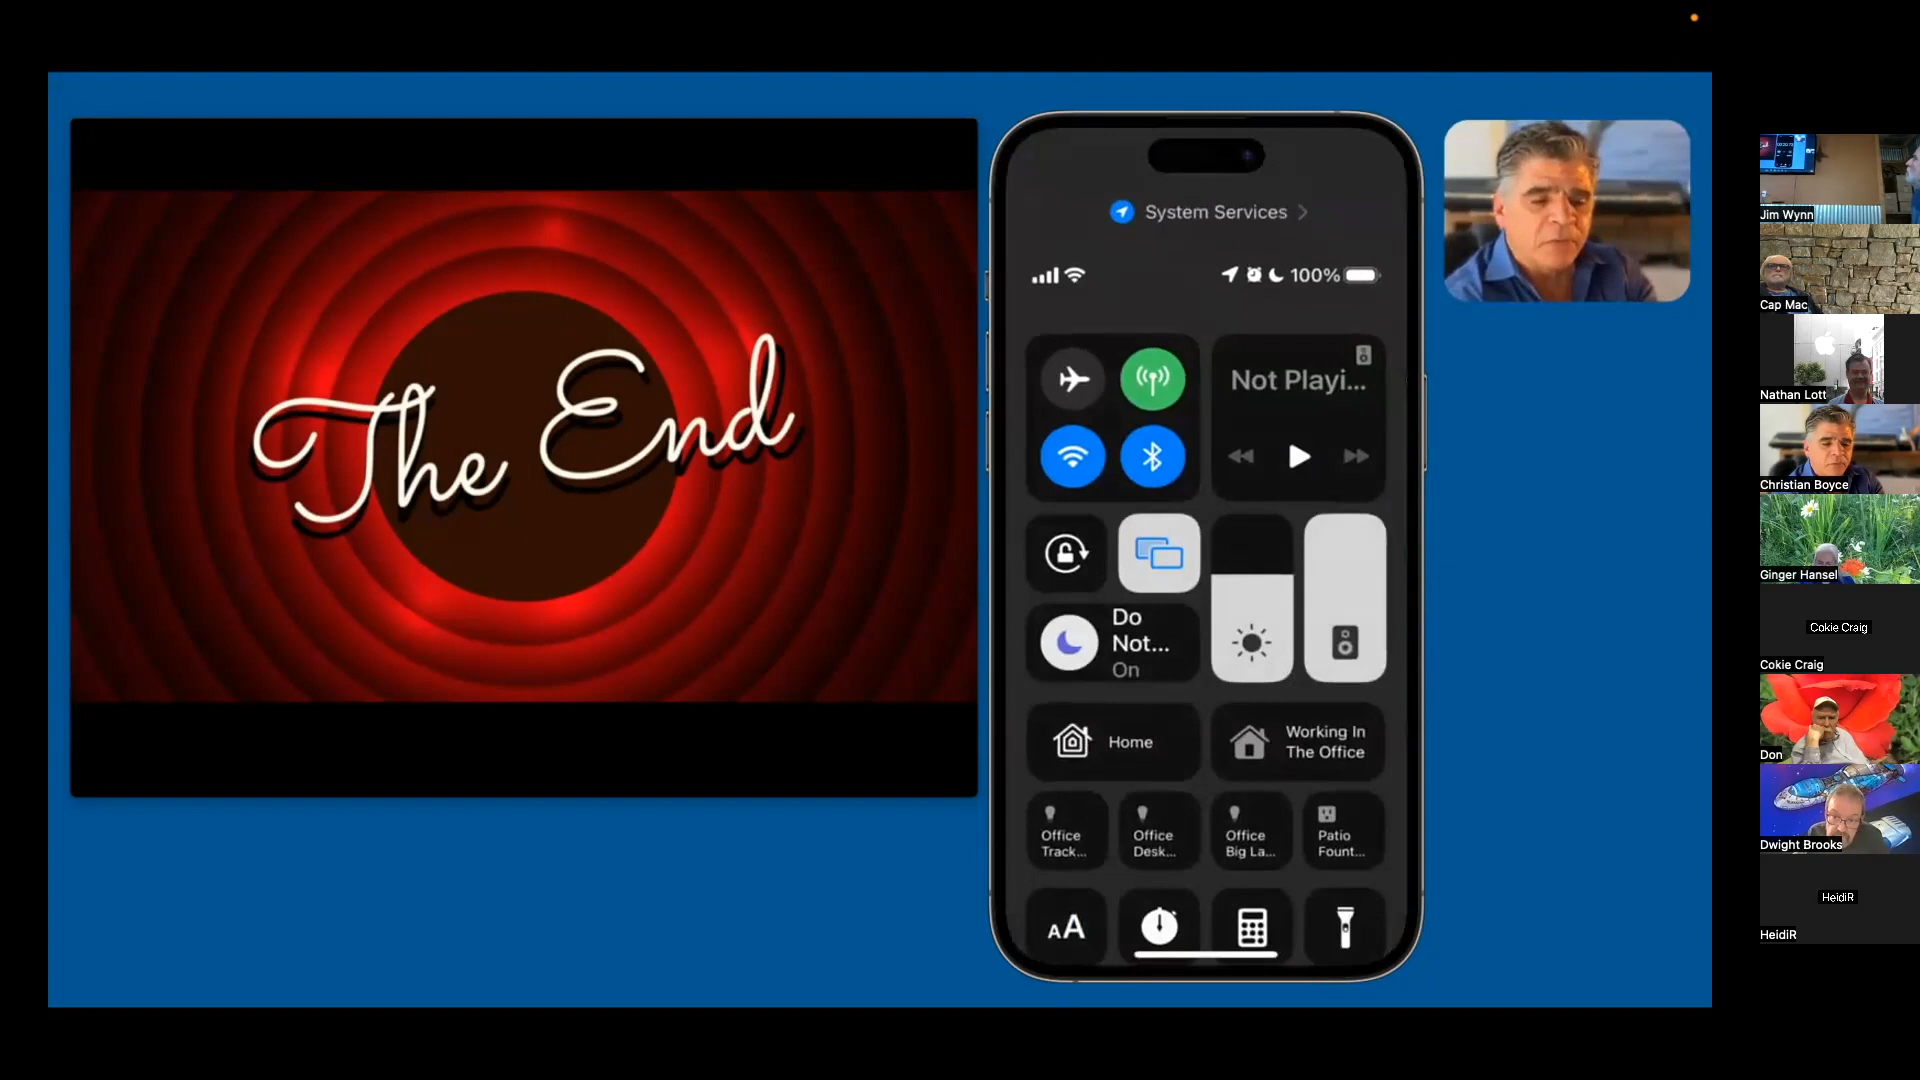 The End
System Services
100%
Not Playi...
Do
Not...
On
Home
Working In
The Office
Office
Track...
Office
Desk...
Office
Big La...
Patio
Fount...
AA
Jim Wynn
Cap Mac
Nathan Lott
Christian Boyce
Ginger Hansel
Cokie Craig
Cokie Craig
Don
Dwight Brooks
HeidiR
HeidiR